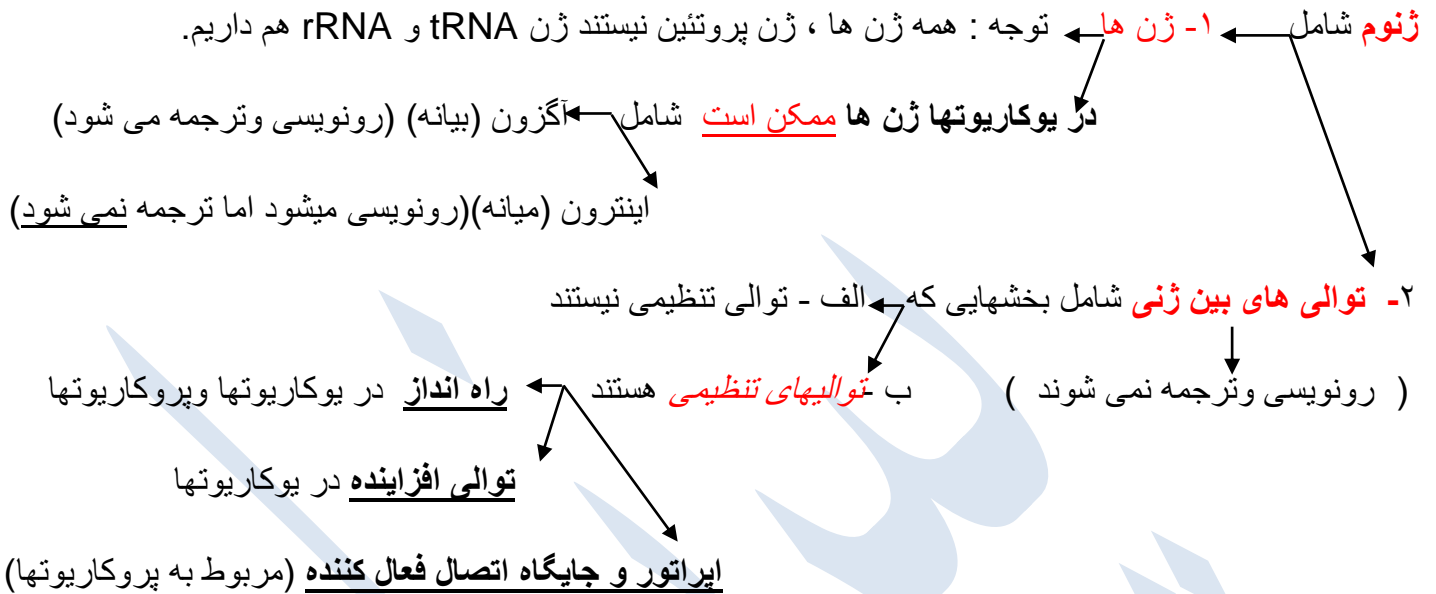 ژنوم شامل ۱- ژن ها توجه : همه ژن ها ، ژن پروتئین نیستند ژن tRNA و rRNA هم داریم.
در یوکاریوتها ژن ها ممکن است شامل آگزون (بیانه) (رونویسی وترجمه می شود)
اینترون (میانه)(رونویسی میشود اما ترجمه نمی شود)
۲- توالی های بین ژنی شامل بخشهایی که الف - توالی تنظیمی نیستند
( رونویسی وترجمه نمی شوند ) ب -توالیهای تنظیمی هستند راه انداز در یوکاریوتها وپروکاریوتها
توالی افزاینده در یوکاریوتها
اپراتور و جایگاه اتصال فعال کننده (مربوط به پروکاریوتها)